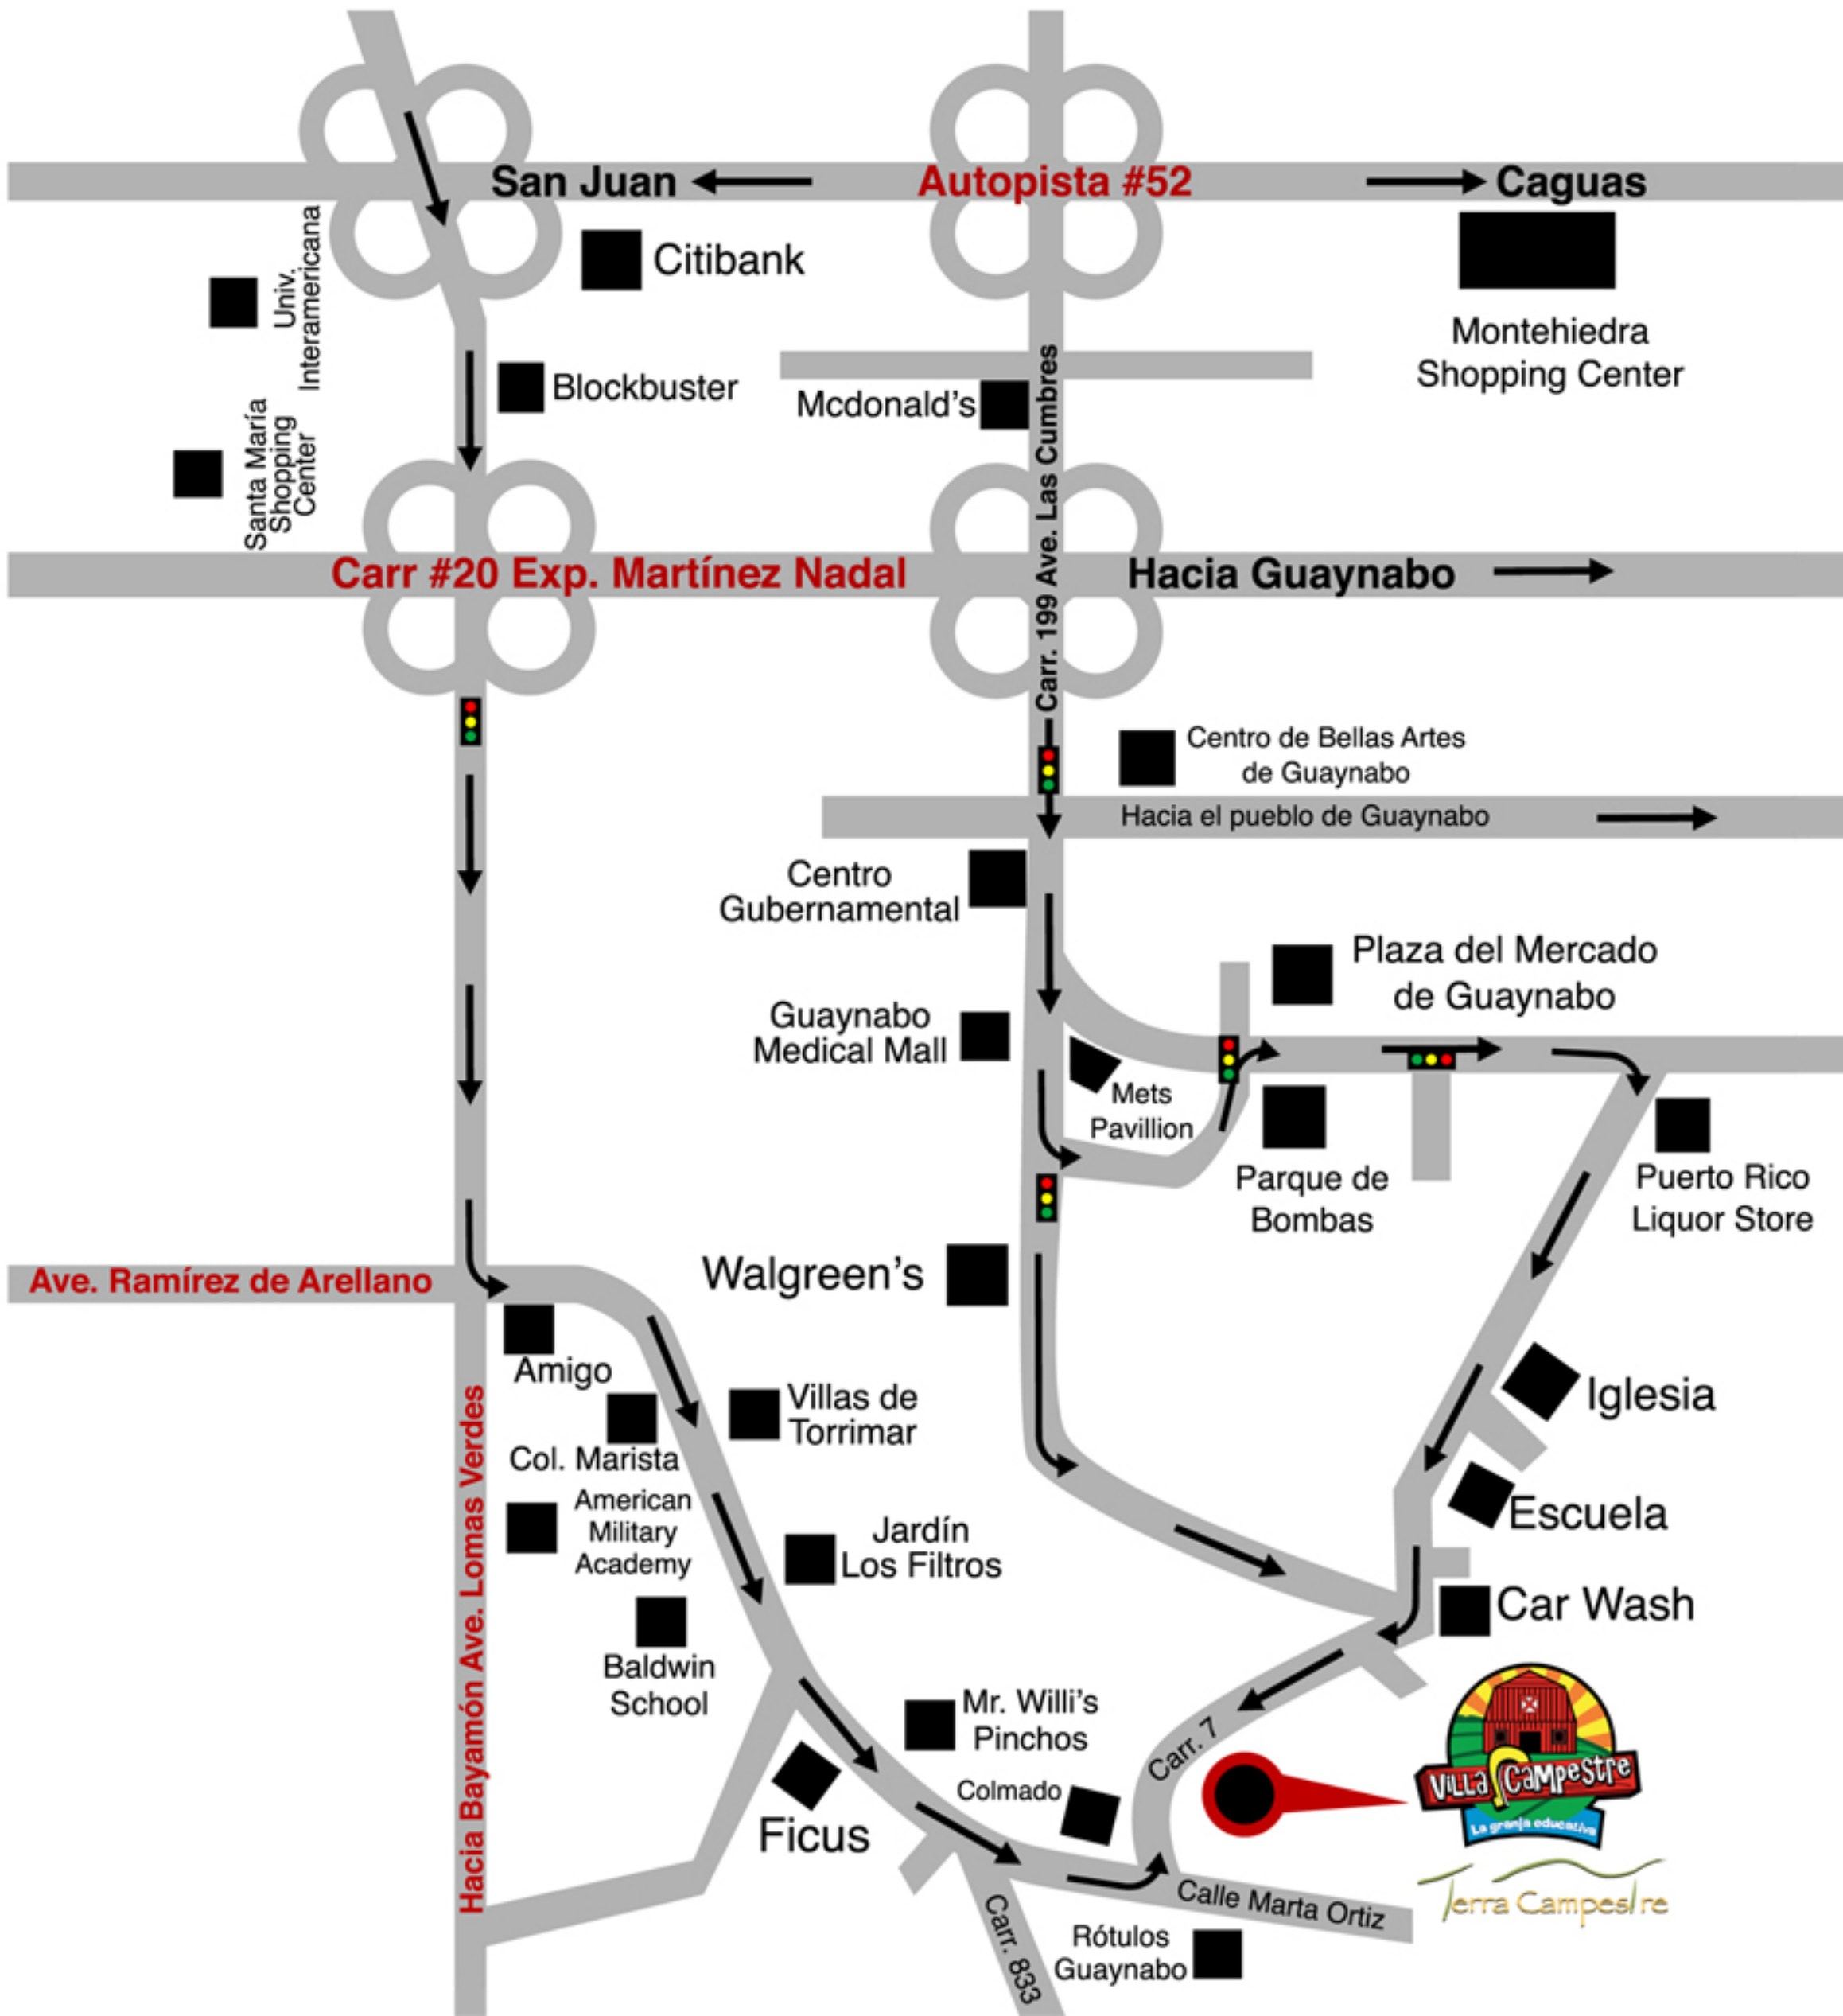 San Juan
Autopista #52
Caguas
Univ.
Interamericana
Citibank
Montehiedra
Shopping Center
Blockbuster
Mcdonald's
Carr. 199 Ave. Las Cumbres
Santa María
Shopping
Center
Carr #20 Exp. Martínez Nadal
Hacia Guaynabo
Centro de Bellas Artes
de Guaynabo
Hacia el pueblo de Guaynabo
Centro
Gubernamental
Plaza del Mercado
de Guaynabo
Guaynabo
Medical Mall
Mets
Pavillion
Parque de
Bombas
Puerto Rico
Liquor Store
Walgreen's
Ave. Ramírez de Arellano
Amigo
Villas de
Torrimar
Iglesia
Col. Marista
American
Military
Academy
Hacia Bayamón Ave. Lomas Verdes
Jardín
Los Filtros
Escuela
Car Wash
Baldwin
School
Mr. Willi's
Pinchos
Carr. 7
Colmado
Villa Campestre
La granja educativa
Ficus
Terra Campestre
Calle Marta Ortiz
Carr. 833
Rótulos
Guaynabo